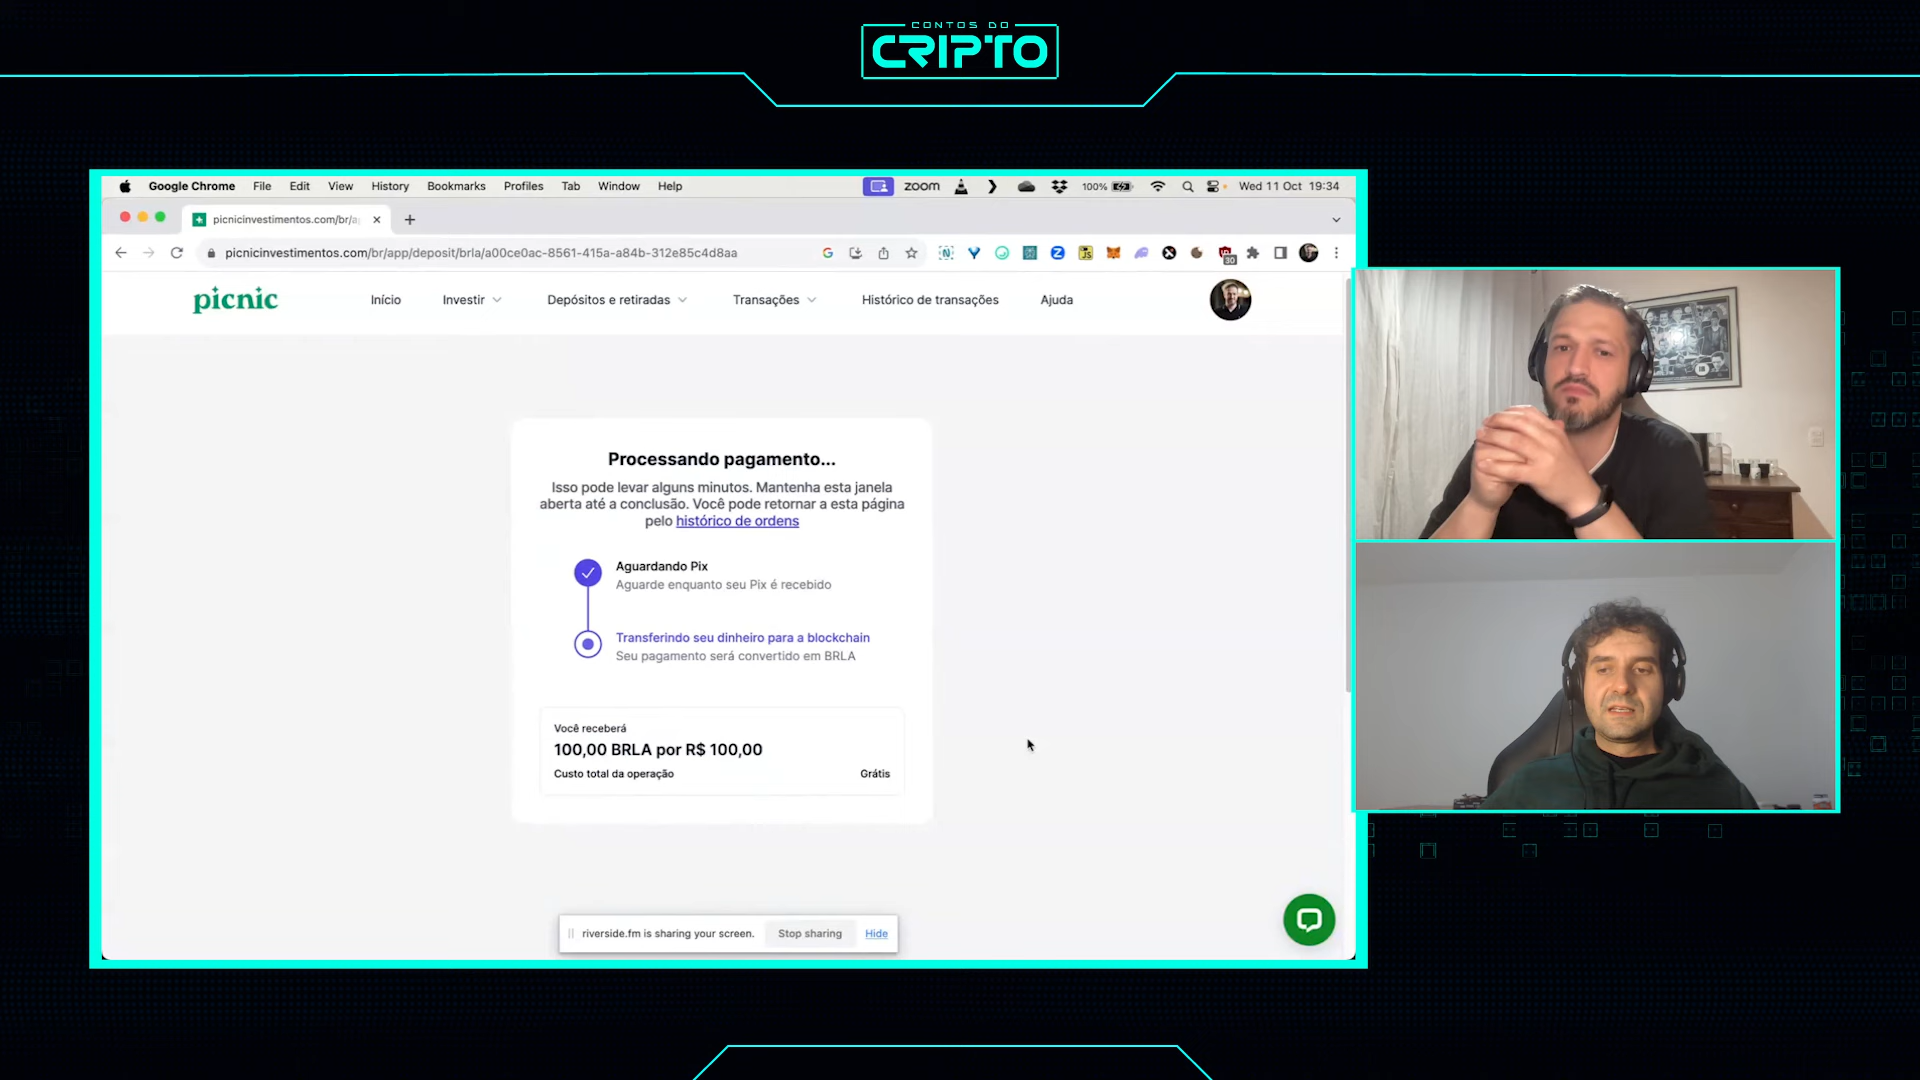 CONTOS DO
CRIPTO
Google Chrome File Edit View History Bookmarks Profiles Tab Window Help zoom 100% Wed 11 Oct 19:34
picnicinvestimentos.com/br/a
picnicinvestimentos.com/br/app/deposit/brla/a00ce0ac-8561-415a-a84b-312e85c4d8aa
30
picnic Início Investir Depósitos e retiradas Transações Histórico de transações Ajuda
Processando pagamento...
Isso pode levar alguns minutos. Mantenha esta janela
aberta até a conclusão. Você pode retornar a esta página
pelo histórico de ordens
Aguardando Pix
Aguarde enquanto seu Pix é recebido
Transferindo seu dinheiro para a blockchain
Seu pagamento será convertido em BRLA
Você receberá
100,00 BRLA por R$ 100,00
Custo total da operação Grátis
riverside.fm is sharing your screen. Stop sharing Hide